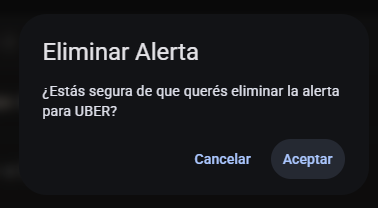 Eliminar Alerta
¿Estás segura de que querés eliminar la alerta
para UBER?
Cancelar
Aceptar